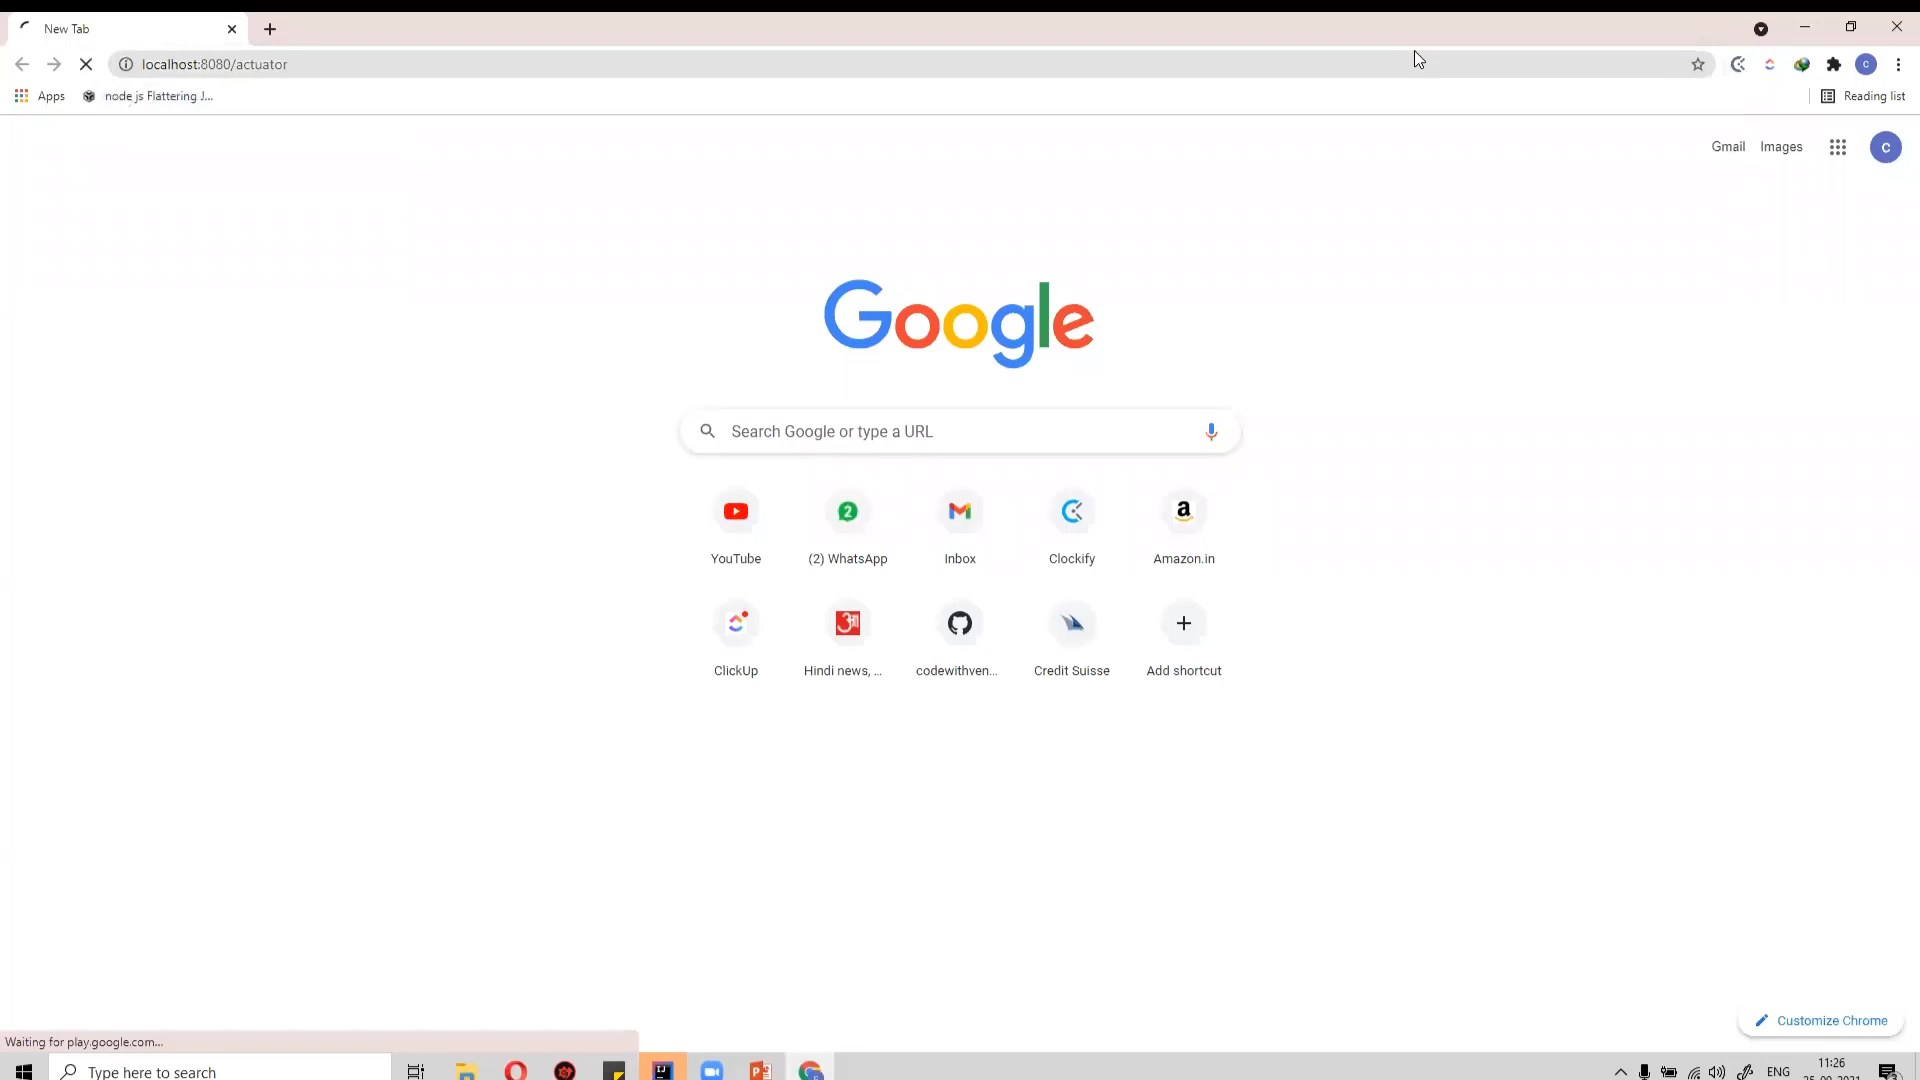 New Tab
localhost:8080/actuator
C
Apps
node js Flattering J...
Reading list
Gmail
Images
C
Google
Search Google or type a URL
YouTube
(2) WhatsApp
Inbox
Clockify
Amazon.in
ClickUp
Hindi news, ...
codewithven...
Credit Suisse
Add shortcut
Customize Chrome
Waiting for play.google.com...
Type here to search
ENG
11:26